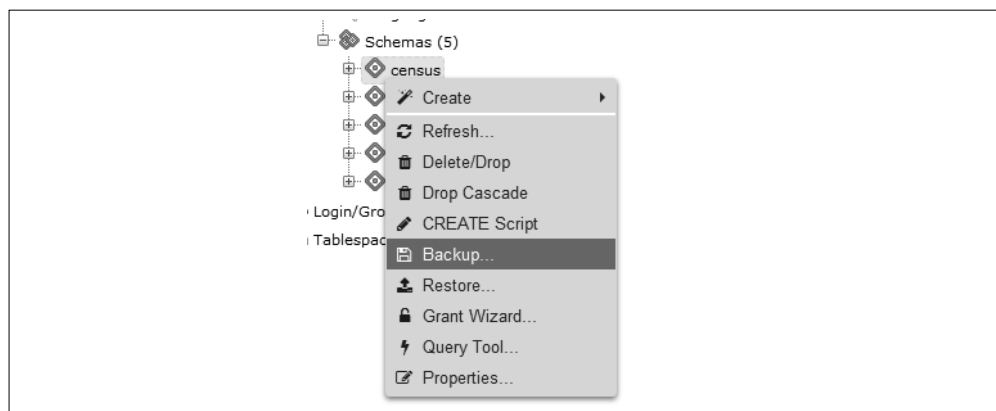 Schemas (5)
census
Create
Refresh...
Delete/Drop
Drop Cascade
Login/Gro
CREATE Script
Tablespac
Backup...
Restore...
Grant Wizard...
Query Tool...
Properties...